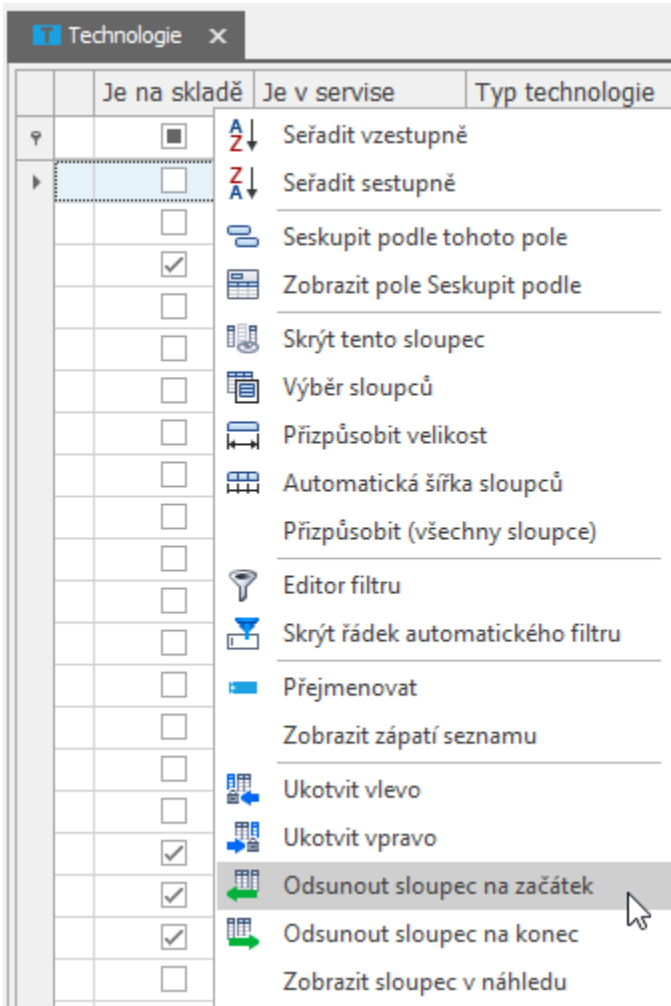 Technologie
Je na skladě Je v servise Typ technologie
Seřadit vzestupně
Seřadit sestupně
Seskupit podle tohoto pole
Zobrazit pole Seskupit podle
Skrýt tento sloupec
Výběr sloupců
Přizpůsobit velikost
Automatická šířka sloupců
Přizpůsobit (všechny sloupce)
Editor filtru
Skrýt řádek automatického filtru
Přejmenovat
Zobrazit zápatí seznamu
Ukotvit vlevo
Ukotvit vpravo
Odsunout sloupec na začátek
Odsunout sloupec na konec
Zobrazit sloupec v náhledu